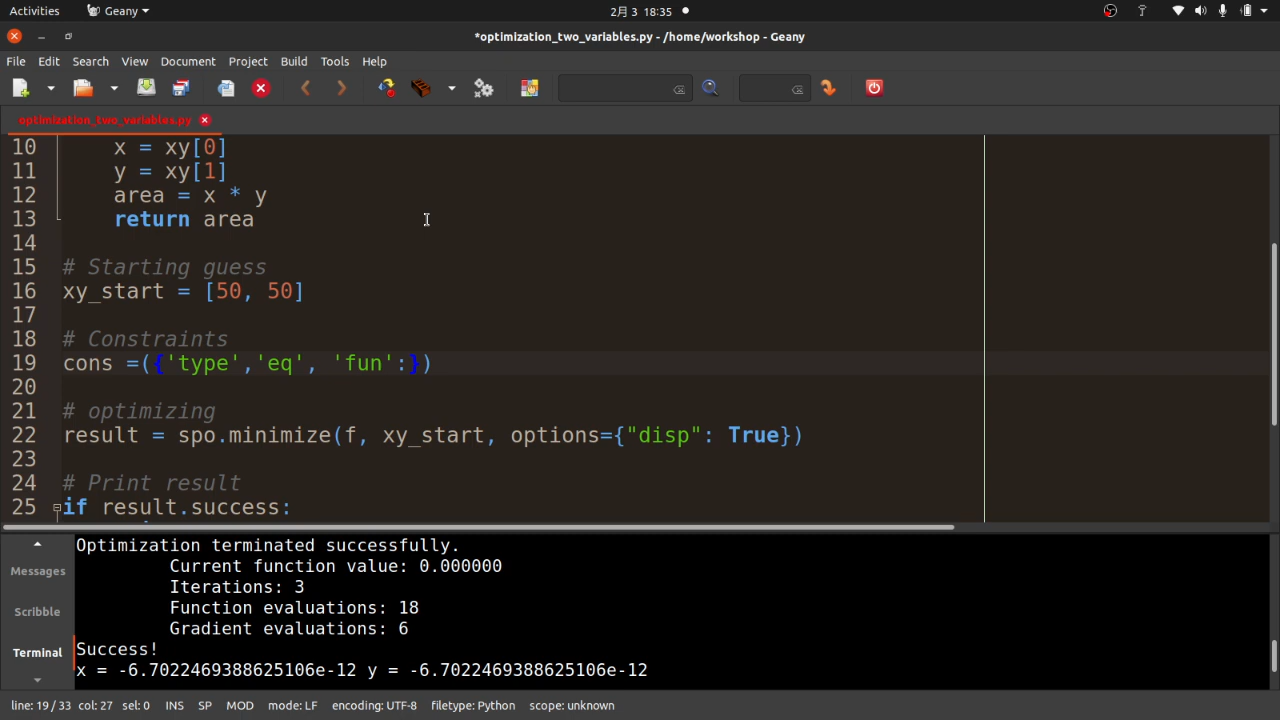 Activities Geany 2月 3 18:35
*optimization_two_variables.py - /home/workshop - Geany
File Edit Search View Document Project Build Tools Help
optimization_two_variables.py
10 x = xy[0]
11 y = xy[1]
12 area = x * y
13 return area
14
15 # Starting guess
16 xy_start = [50, 50]
17
18 # Constraints
19 cons =({'type','eq', 'fun':})
20
21 # optimizing
22 result = spo.minimize(f, xy_start, options={"disp": True})
23
24 # Print result
25 if result.success:
Messages
Scribble
Terminal
Optimization terminated successfully.
Current function value: 0.000000
Iterations: 3
Function evaluations: 18
Gradient evaluations: 6
Success!
x = -6.7022469388625106e-12 y = -6.7022469388625106e-12
line: 19 / 33 col: 27 sel: 0 INS SP MOD mode: LF encoding: UTF-8 filetype: Python scope: unknown